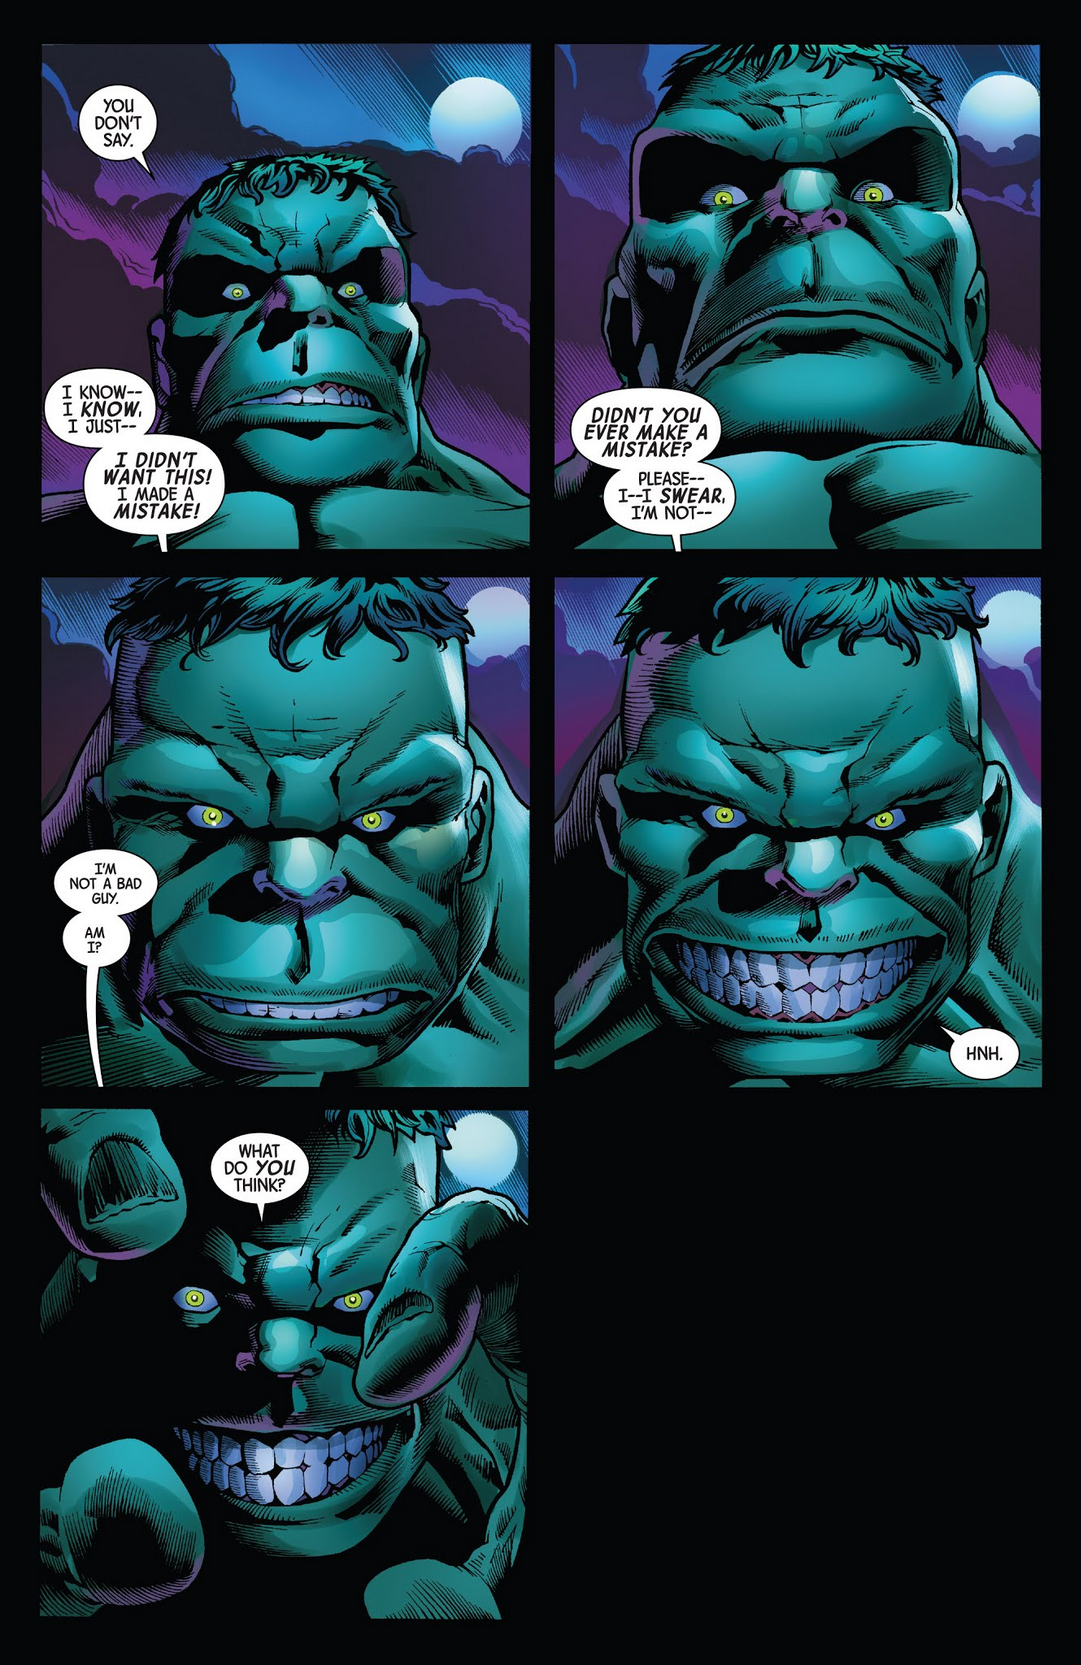 YOU
DON'T
SAY.
I KNOW--
I KNOW,
I JUST--
I DIDN'T
WANT THIS!
I MADE A
MISTAKE!
DIDN'T YOU
EVER MAKE A
MISTAKE?
PLEASE--
I--I SWEAR,
I'M NOT--
I'M
NOT A BAD
GUY.
AM
I?
HNH.
WHAT
DO YOU
THINK?